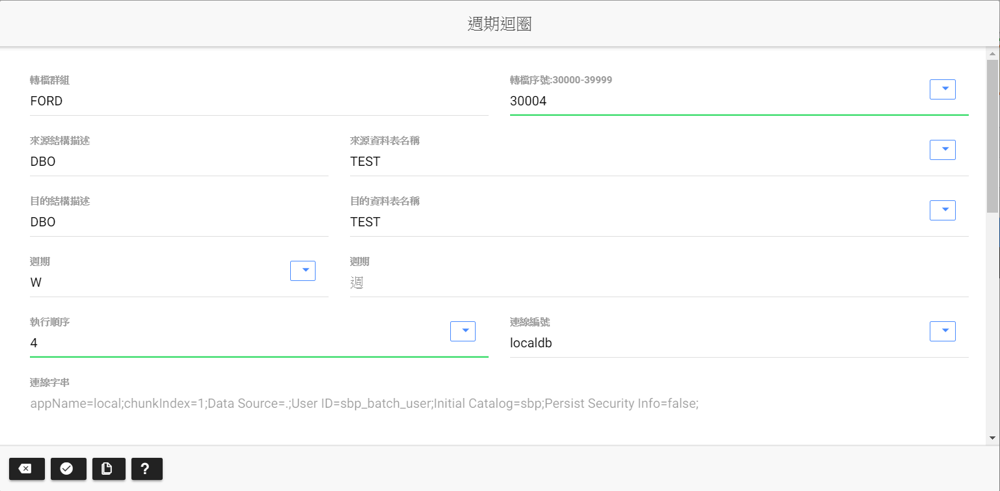 週期迴圈
轉檔群組
FORD
轉檔序號:30000-39999
30004
來源結構描述
DBO
來源資料表名稱
TEST
目的結構描述
DBO
目的資料表名稱
TEST
週期
W
週期
週
執行順序
4
連線編號
localdb
連線字串
appName=local;chunkIndex=1;Data Source=.;User ID=sbp_batch_user;Initial Catalog=sbp;Persist Security Info=false;